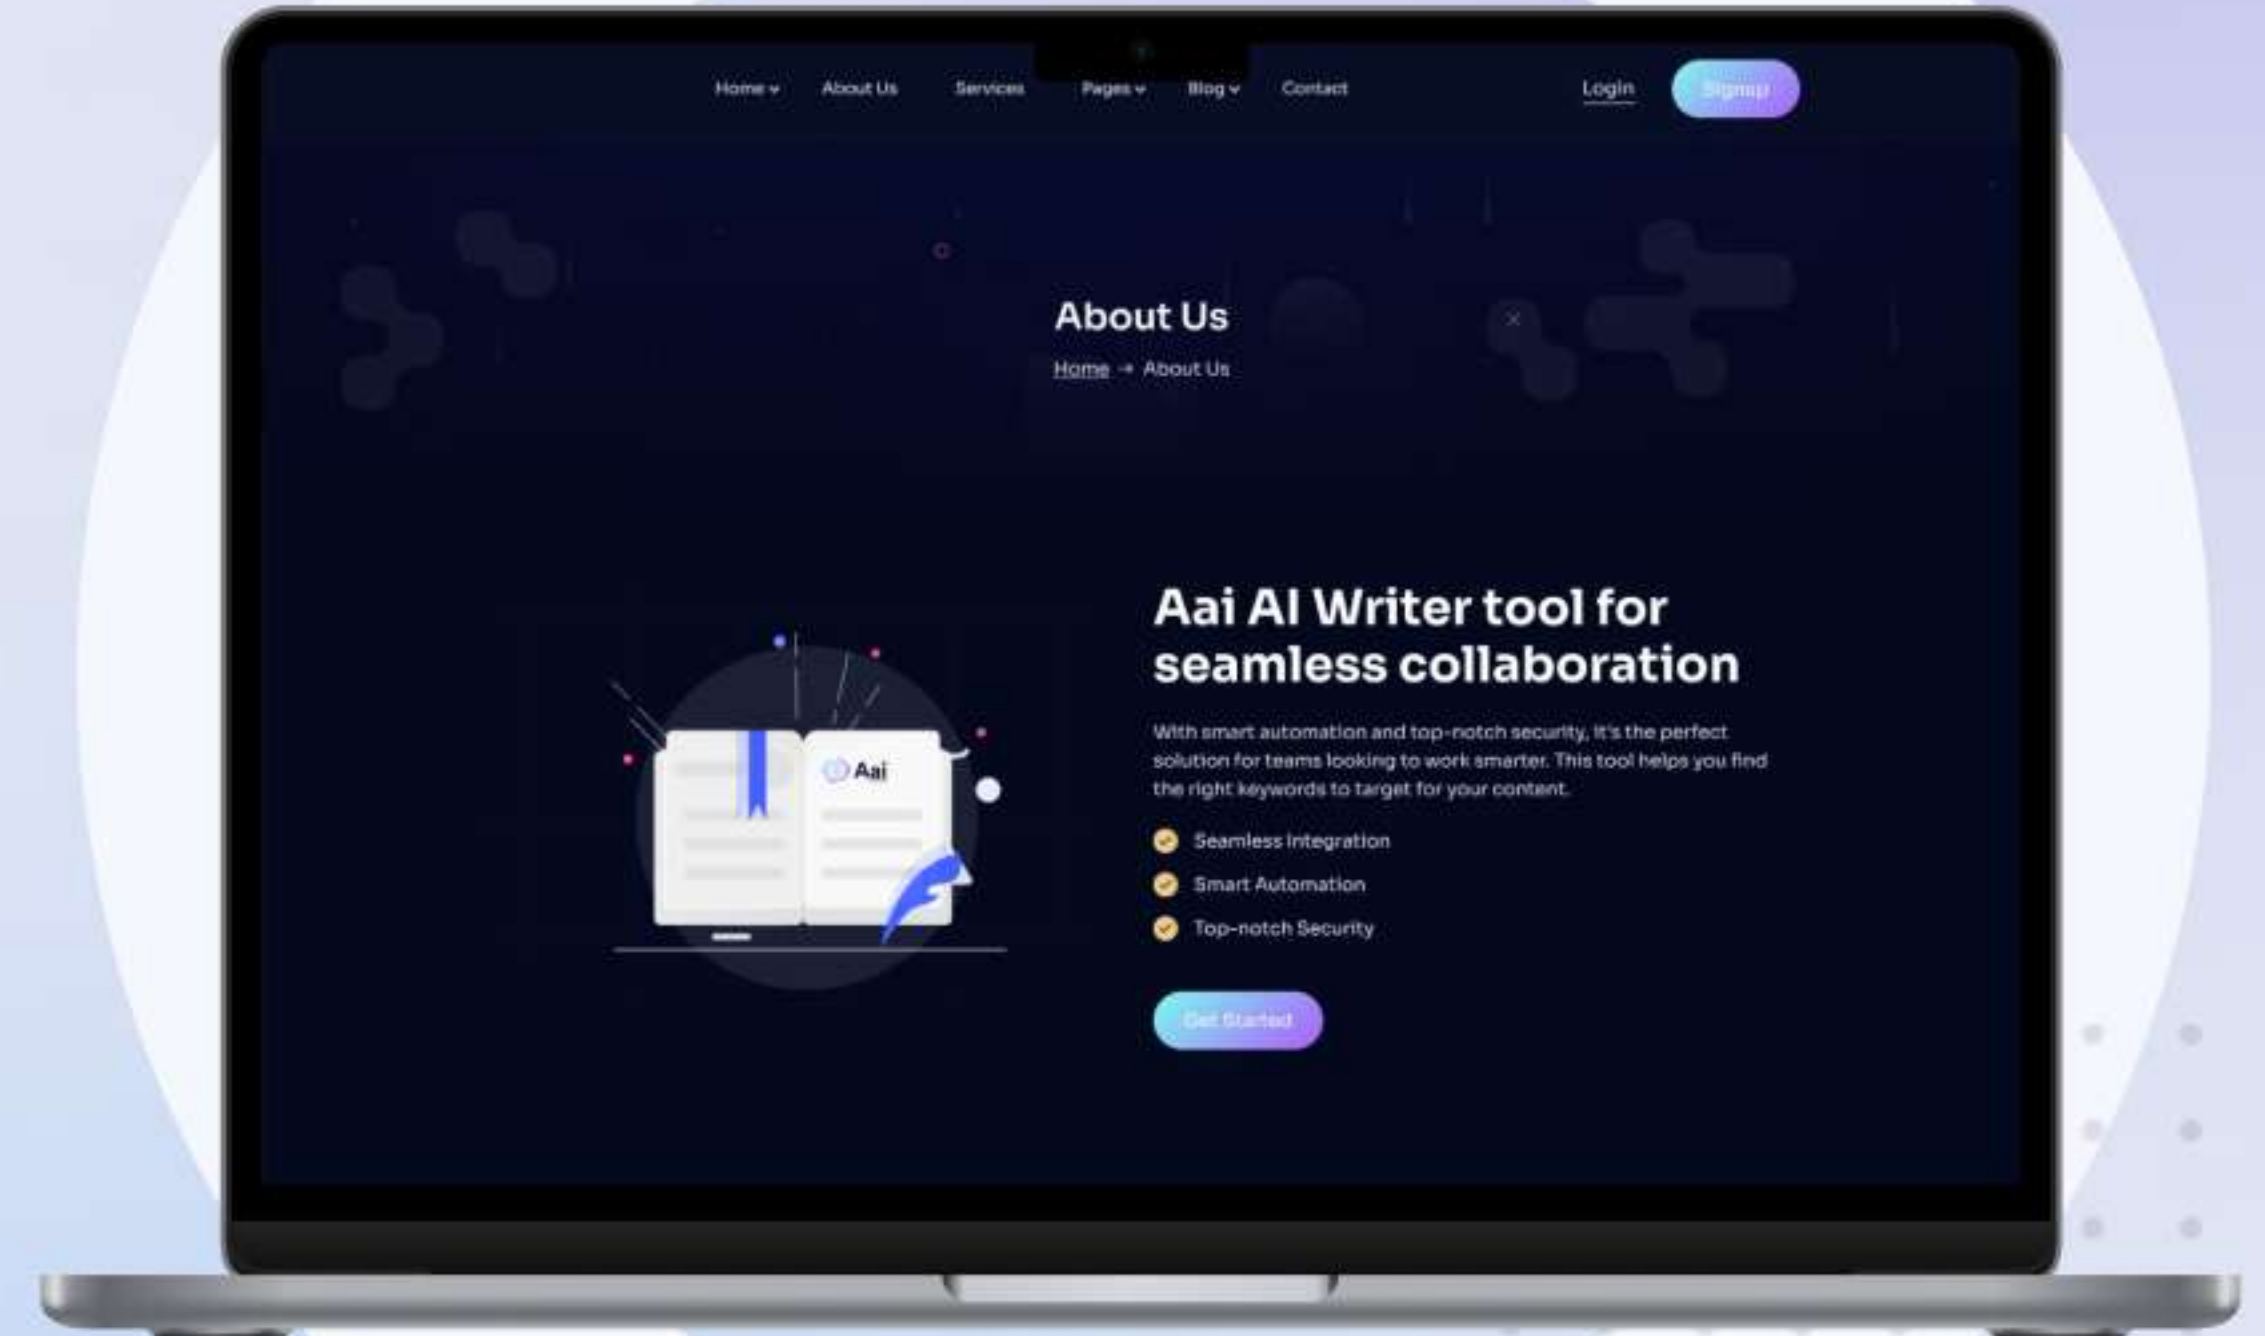 Home About Us Services Pages Blog Contact Login Signup
About Us
Home → About Us
Aai AI Writer tool for
seamless collaboration
With smart automation and top-notch security, it's the perfect
solution for teams looking to work smarter. This tool helps you find
the right keywords to target for your content.
Seamless Integration
Smart Automation
Top-notch Security
Get Started
Aai